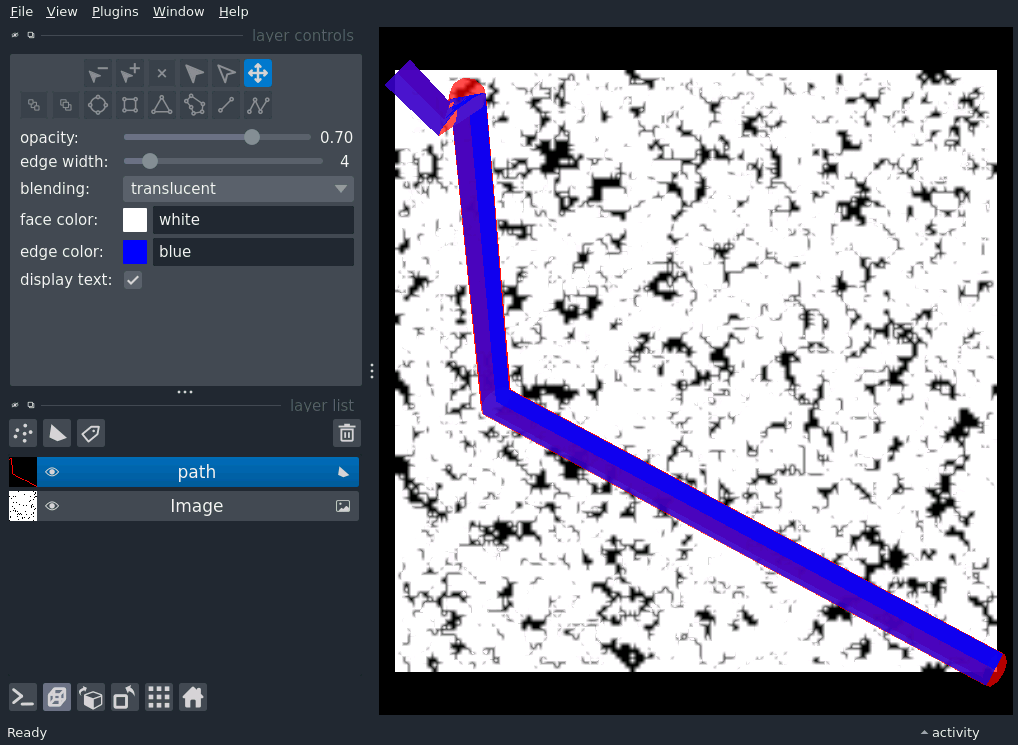 File View Plugins Window Help
layer controls
opacity: 0.70
edge width: 4
blending: translucent
face color: white
edge color: blue
display text:
layer list
path
Image
Ready activity